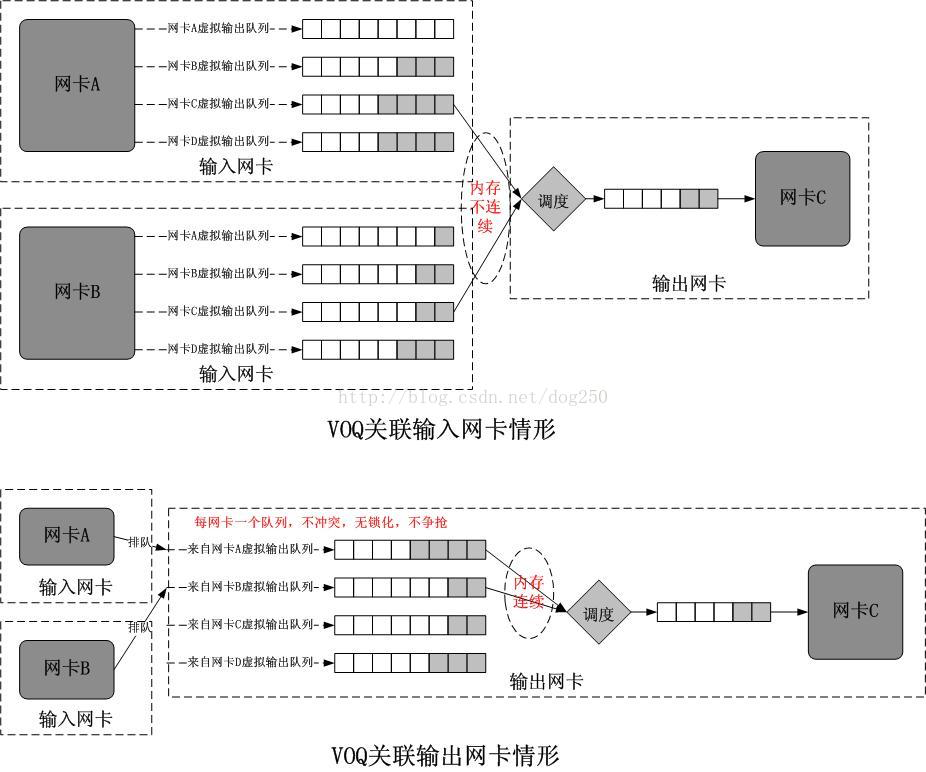 网卡A
网卡A虚拟输出队列
网卡B虚拟输出队列
网卡C虚拟输出队列
网卡D虚拟输出队列
输入网卡
网卡B
网卡A虚拟输出队列
网卡B虚拟输出队列
网卡C虚拟输出队列
网卡D虚拟输出队列
输入网卡
内存
不连
续
调度
网卡C
输出网卡
http://blog.csdn.net/dog250
VOQ关联输入网卡情形
网卡A
输入网卡
排队
网卡B
输入网卡
排队
每网卡一个队列，不冲突，无锁化，不争抢
来自网卡A虚拟输出队列
来自网卡B虚拟输出队列
来自网卡C虚拟输出队列
来自网卡D虚拟输出队列
内存
连续
调度
网卡C
输出网卡
VOQ关联输出网卡情形